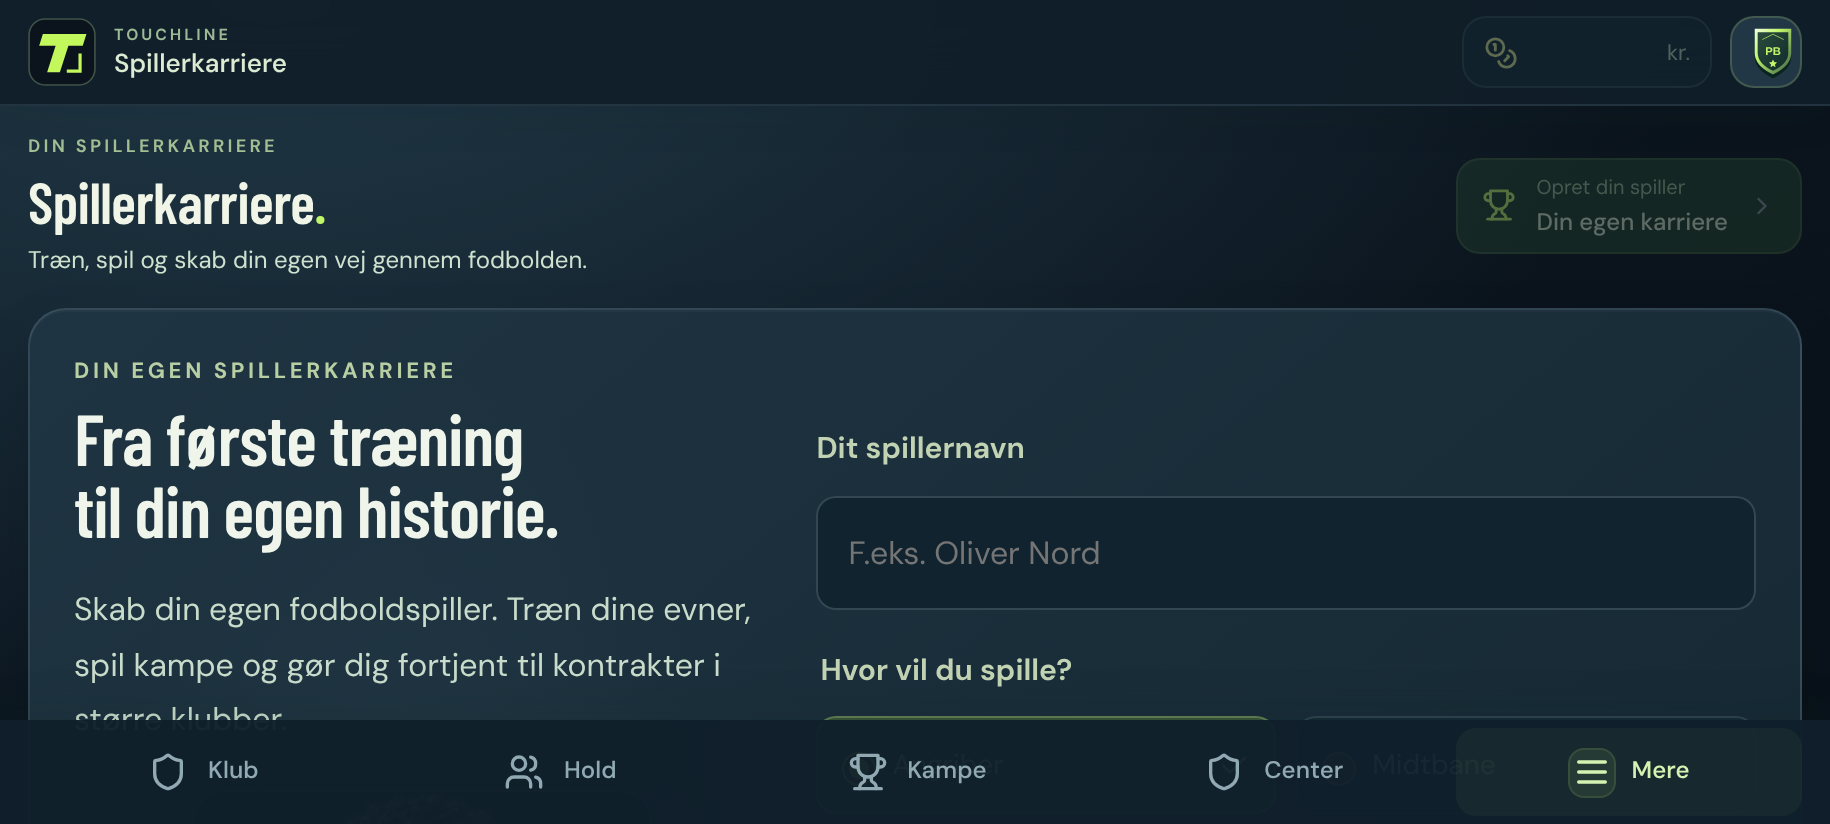 TOUCHLINE
Spillerkarriere
kr.
PB
DIN SPILLERKARRIERE
Spillerkarriere.
Træn, spil og skab din egen vej gennem fodbolden.
Opret din spiller
Din egen karriere
DIN EGEN SPILLERKARRIERE
Fra første træning
til din egen historie.
Skab din egen fodboldspiller. Træn dine evner,
spil kampe og gør dig fortjent til kontrakter i
større klubber.
Dit spillernavn
F.eks. Oliver Nord
Hvor vil du spille?
Angriber
Midtbane
Klub
Hold
Kampe
Center
Mere